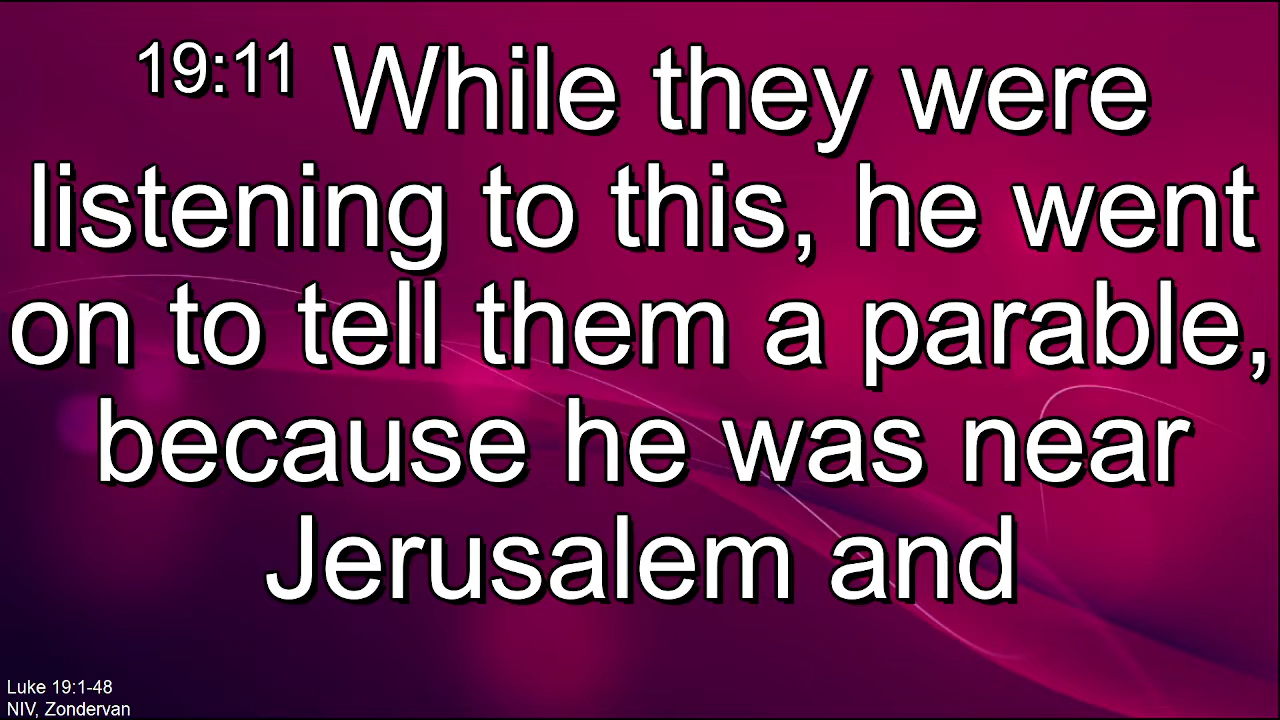 19:11 While they were
listening to this, he went
on to tell them a parable,
because he was near
Jerusalem and
Luke 19:1-48
NIV, Zondervan